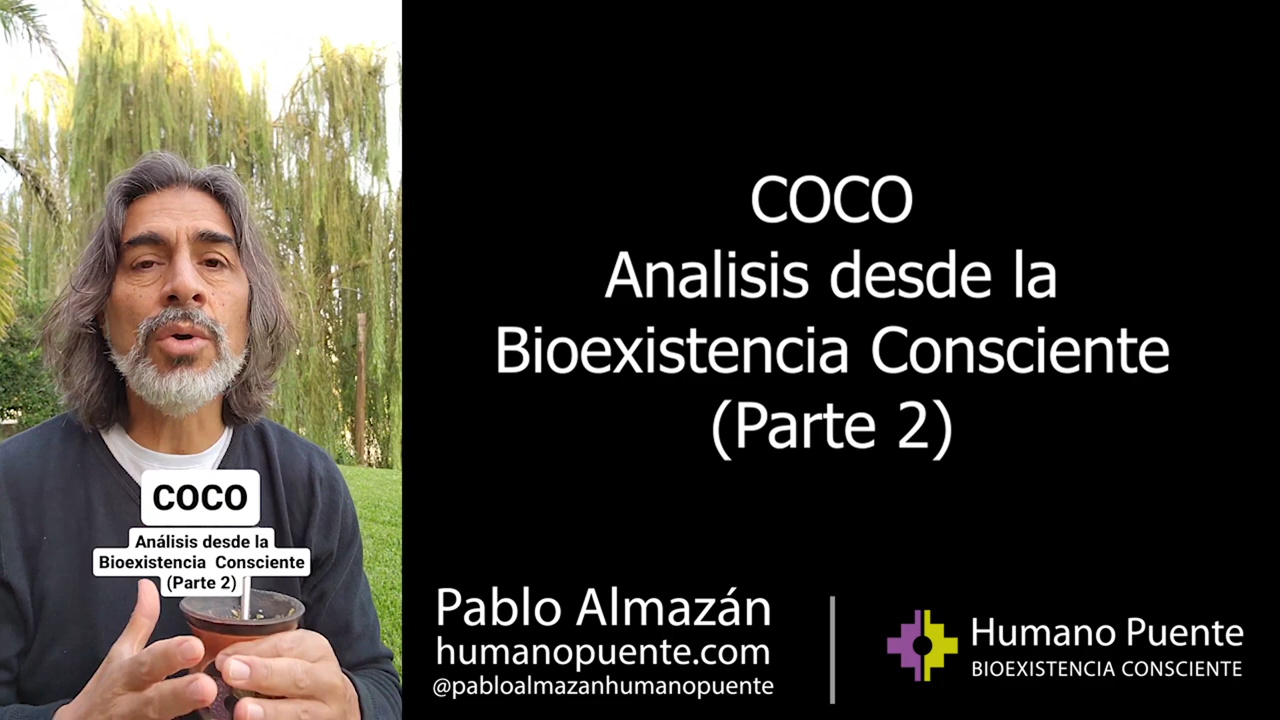 COCO
Análisis desde la
Bioexistencia Consciente
(Parte 2)
COCO
Analisis desde la
Bioexistencia Consciente
(Parte 2)
Pablo Almazán
humanopuente.com
@pabloalmazanhumanopuente
Humano Puente
BIOEXISTENCIA CONSCIENTE